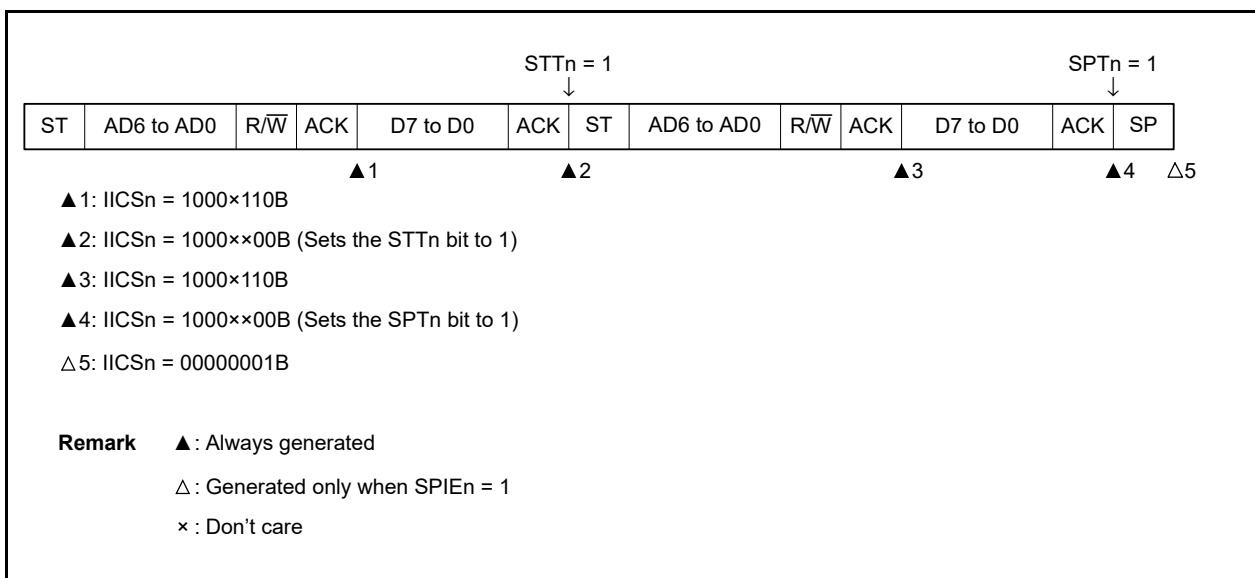 STTn = 1 SPTn = 1
↓ ↓
ST AD6 to AD0 R/W̅ ACK D7 to D0 ACK ST AD6 to AD0 R/W̅ ACK D7 to D0 ACK SP
▲1 ▲2 ▲3 ▲4 △5
▲1: IICSn = 1000×110B
▲2: IICSn = 1000××00B (Sets the STTn bit to 1)
▲3: IICSn = 1000×110B
▲4: IICSn = 1000××00B (Sets the SPTn bit to 1)
△5: IICSn = 00000001B
Remark ▲: Always generated
△: Generated only when SPIEn = 1
×: Don't care